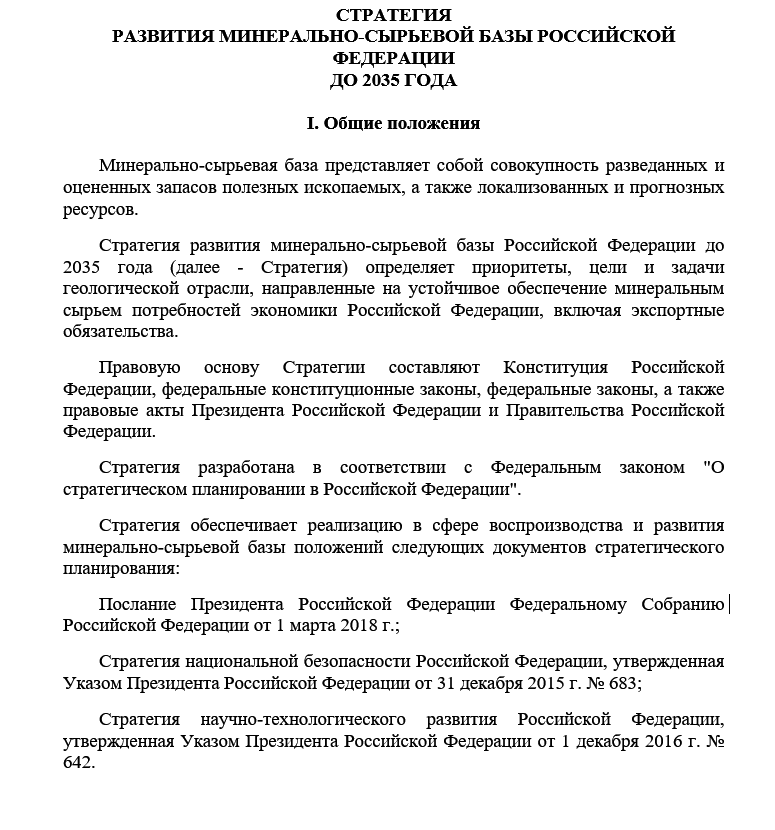 СТРАТЕГИЯ
РАЗВИТИЯ МИНЕРАЛЬНО-СЫРЬЕВОЙ БАЗЫ РОССИЙСКОЙ
ФЕДЕРАЦИИ
ДО 2035 ГОДА
I. Общие положения
Минерально-сырьевая база представляет собой совокупность разведанных и
оцененных запасов полезных ископаемых, а также локализованных и прогнозных
ресурсов.
Стратегия развития минерально-сырьевой базы Российской Федерации до
2035 года (далее - Стратегия) определяет приоритеты, цели и задачи
геологической отрасли, направленные на устойчивое обеспечение минеральным
сырьем потребностей экономики Российской Федерации, включая экспортные
обязательства.
Правовую основу Стратегии составляют Конституция Российской
Федерации, федеральные конституционные законы, федеральные законы, а также
правовые акты Президента Российской Федерации и Правительства Российской
Федерации.
Стратегия разработана в соответствии с Федеральным законом "О
стратегическом планировании в Российской Федерации".
Стратегия обеспечивает реализацию в сфере воспроизводства и развития
минерально-сырьевой базы положений следующих документов стратегического
планирования:
Послание Президента Российской Федерации Федеральному Собранию
Российской Федерации от 1 марта 2018 г.;
Стратегия национальной безопасности Российской Федерации, утвержденная
Указом Президента Российской Федерации от 31 декабря 2015 г. № 683;
Стратегия научно-технологического развития Российской Федерации,
утвержденная Указом Президента Российской Федерации от 1 декабря 2016 г. №
642.